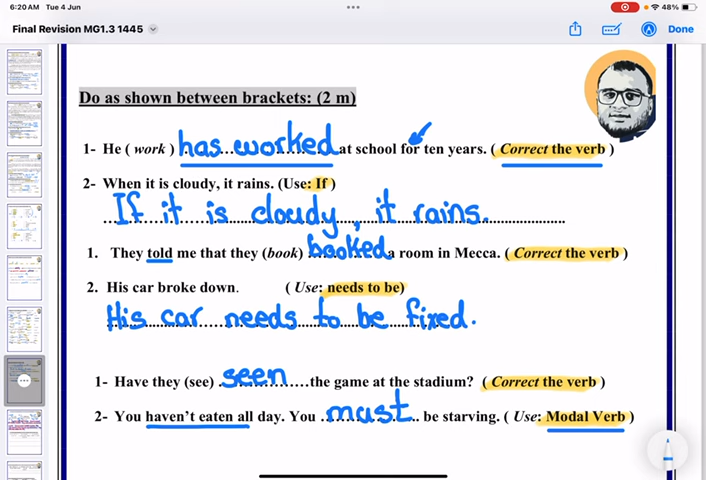 6:20 AM Tue 4 Jun
48%
Final Revision MG1.3 1445
Done
Do as shown between brackets: (2 m)
1- He ( work ) has worked at school for ten years. ( Correct the verb )
2- When it is cloudy, it rains. (Use: If )
If it is cloudy, it rains.
1. They told me that they (book) booked a room in Mecca. ( Correct the verb )
2. His car broke down. ( Use: needs to be)
His car needs to be fixed.
1- Have they (see) seen the game at the stadium? ( Correct the verb )
2- You haven't eaten all day. You must be starving. ( Use: Modal Verb )